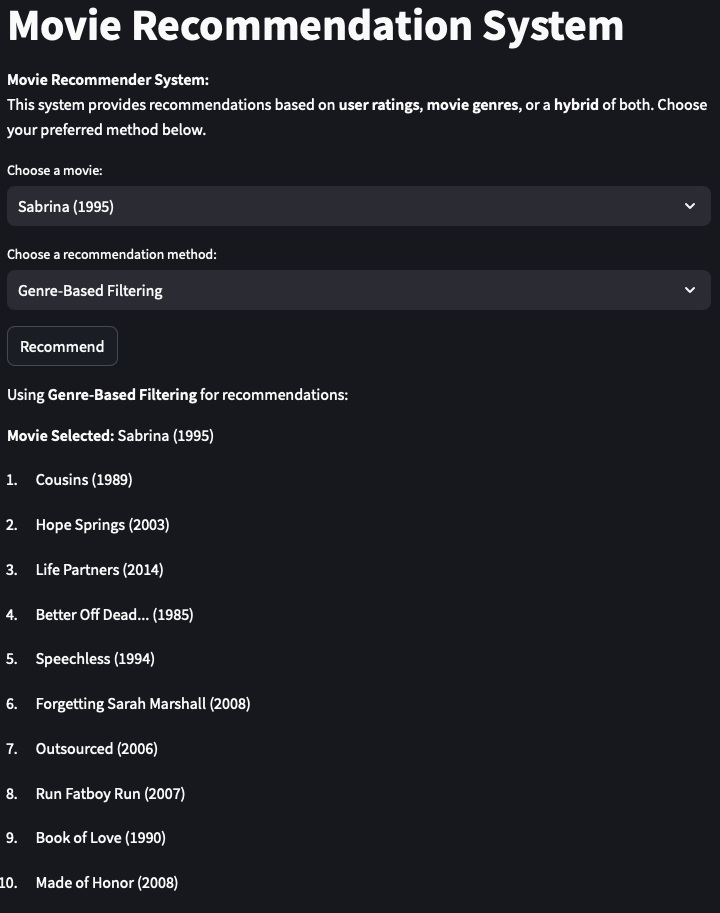 Movie Recommendation System
Movie Recommender System:
This system provides recommendations based on user ratings, movie genres, or a hybrid of both. Choose
your preferred method below.
Choose a movie:
Sabrina (1995)
Choose a recommendation method:
Genre-Based Filtering
Recommend
Using Genre-Based Filtering for recommendations:
Movie Selected: Sabrina (1995)
1. Cousins (1989)
2. Hope Springs (2003)
3. Life Partners (2014)
4. Better Off Dead... (1985)
5. Speechless (1994)
6. Forgetting Sarah Marshall (2008)
7. Outsourced (2006)
8. Run Fatboy Run (2007)
9. Book of Love (1990)
10. Made of Honor (2008)